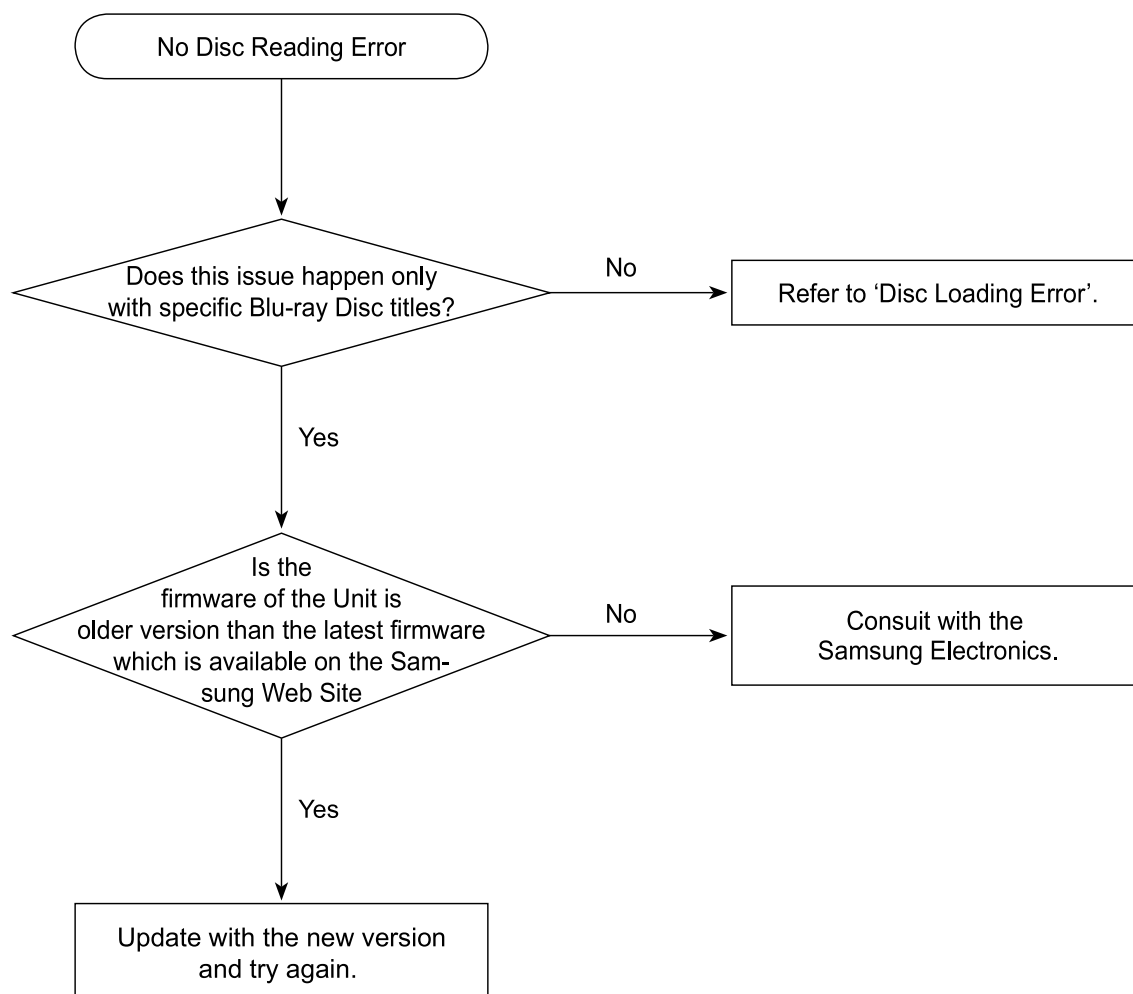 No Disc Reading Error
Does this issue happen only
with specific Blu-ray Disc titles?
No
Refer to ‘Disc Loading Error’.
Yes
Is the
firmware of the Unit is
older version than the latest firmware
which is available on the Sam-
sung Web Site
No
Consuit with the
Samsung Electronics.
Yes
Update with the new version
and try again.